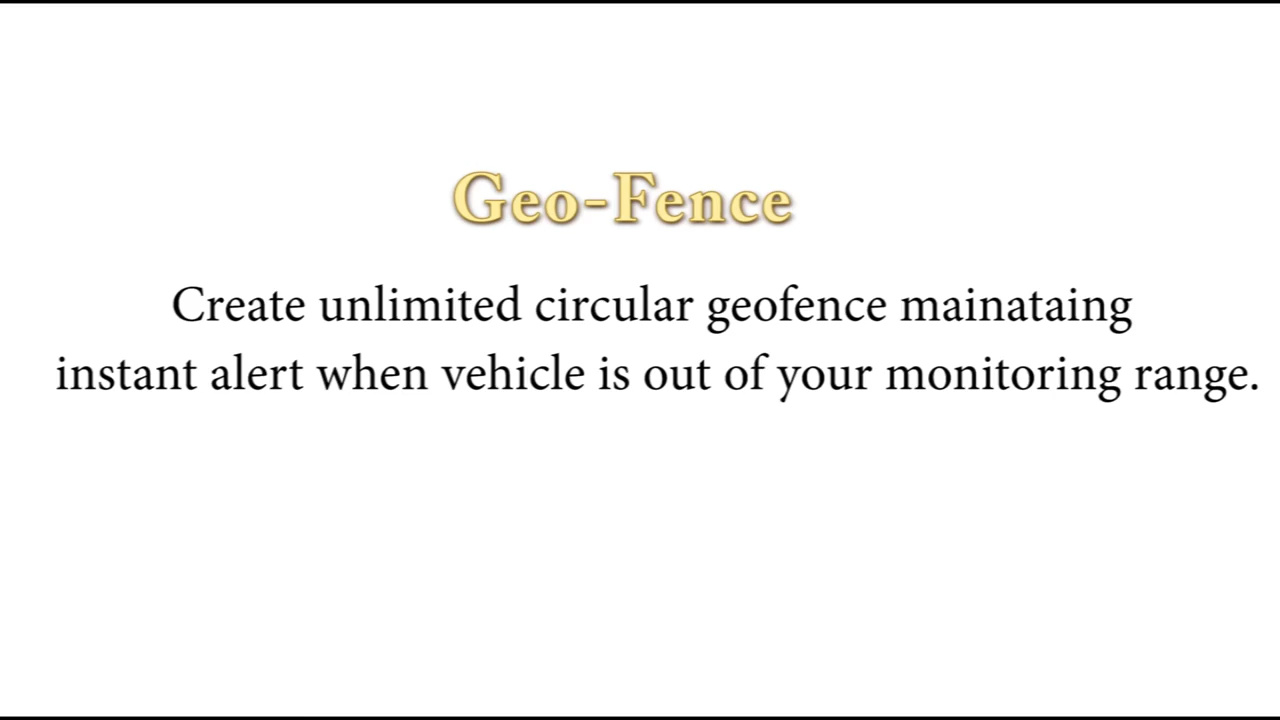 Geo-Fence
Create unlimited circular geofence mainataing
instant alert when vehicle is out of your monitoring range.